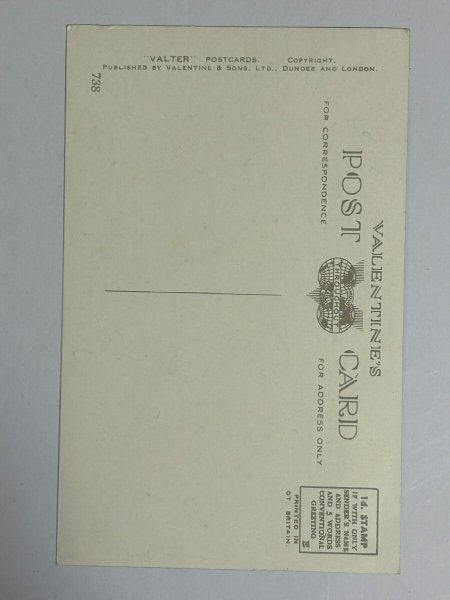 "VALTER" POSTCARDS. COPYRIGHT.
PUBLISHED BY VALENTINE & SONS, LTD., DUNDEE AND LONDON.
738
VALENTINE'S
POST CARD
THROUGHOUT
FOR CORRESPONDENCE
FOR ADDRESS ONLY
1d. STAMP
IF WITH ONLY
SENDER'S NAME
AND ADDRESS
AND 5 WORDS
CONVENTIONAL
GREETING E
PRINTED IN
GT. BRITAIN.